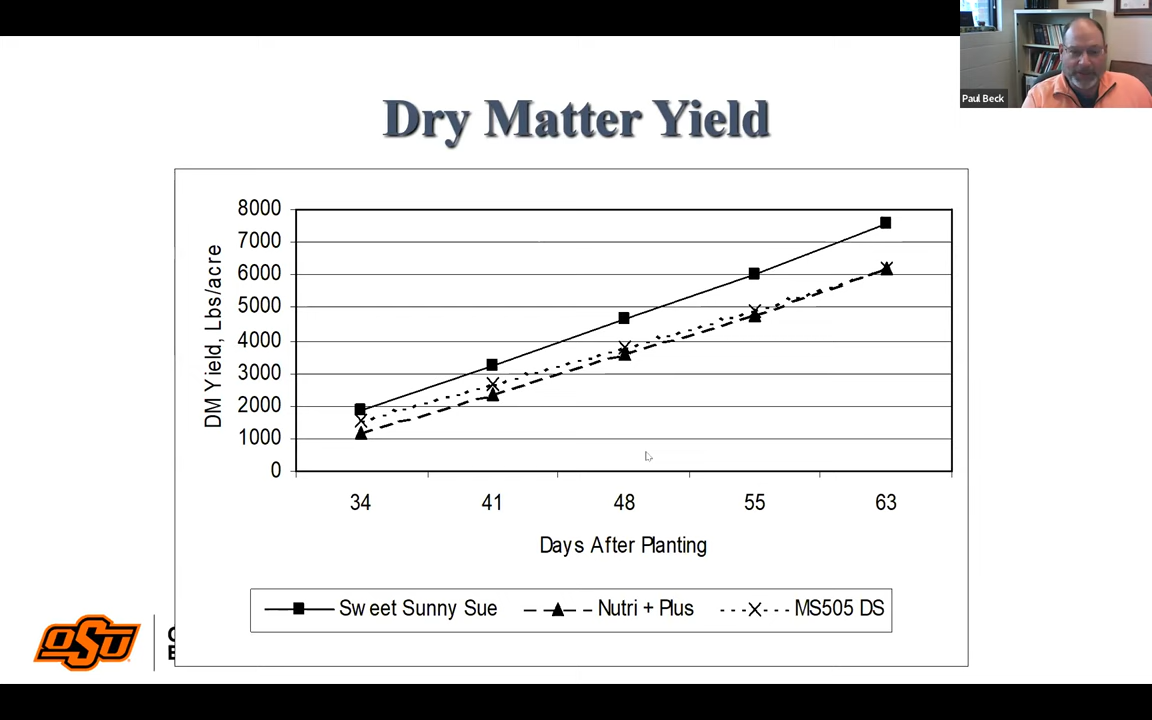 Paul Beck
Dry Matter Yield
8000
7000
6000
5000
4000
3000
2000
1000
0
DM Yield, Lbs/acre
34 41 48 55 63
Days After Planting
Sweet Sunny Sue Nutri + Plus MS505 DS
OSU